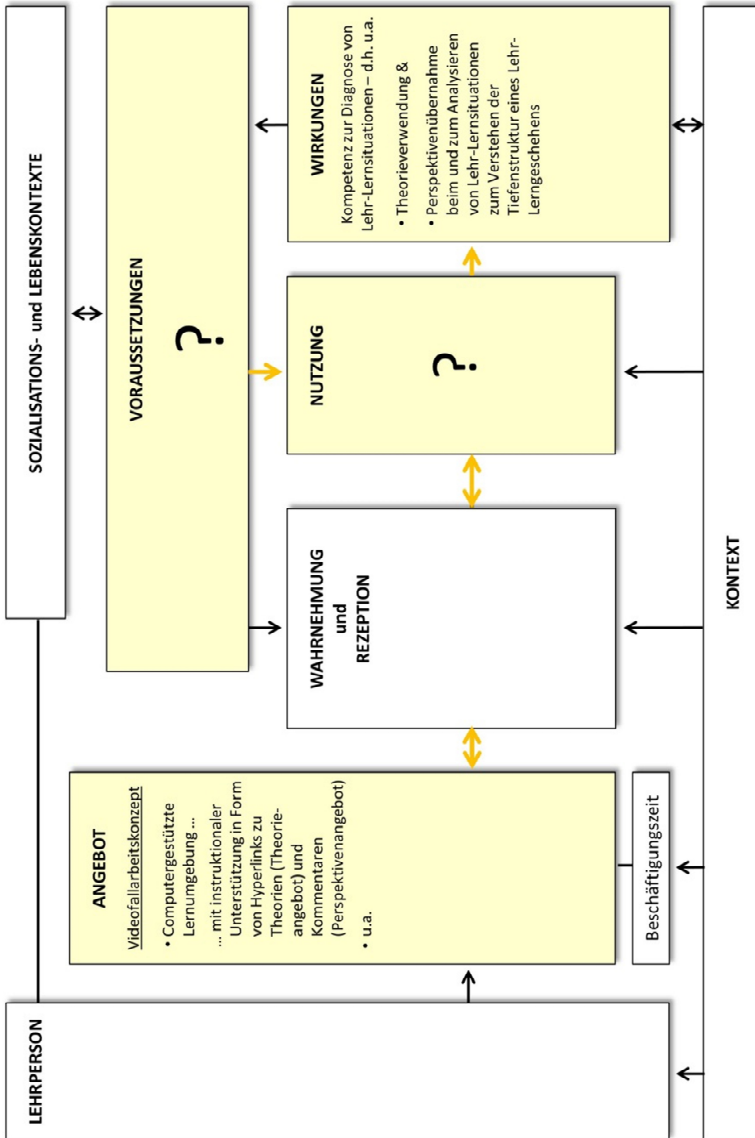 LEHRPERSON
ANGEBOT
Videofallarbeitskonzept
• Computergestützte
Lernumgebung ...
... mit instruktionaler
Unterstützung in Form
von Hyperlinks zu
Theorien (Theorie-
angebot) und
Kommentaren
(Perspektivenangebot)
• u.a.
Beschäftigungszeit
SOZIALISATIONS- und LEBENSKONTEXTE
VORAUSSETZUNGEN
?
WAHRNEHMUNG
und
REZEPTION
NUTZUNG
?
WIRKUNGEN
Kompetenz zur Diagnose von
Lehr-Lernsituationen – d.h. u.a.
• Theorieverwendung &
• Perspektivenübernahme
beim und zum Analysieren
von Lehr-Lernsituationen
zum Verstehen der
Tiefenstruktur eines Lehr-
Lerngeschehens
KONTEXT